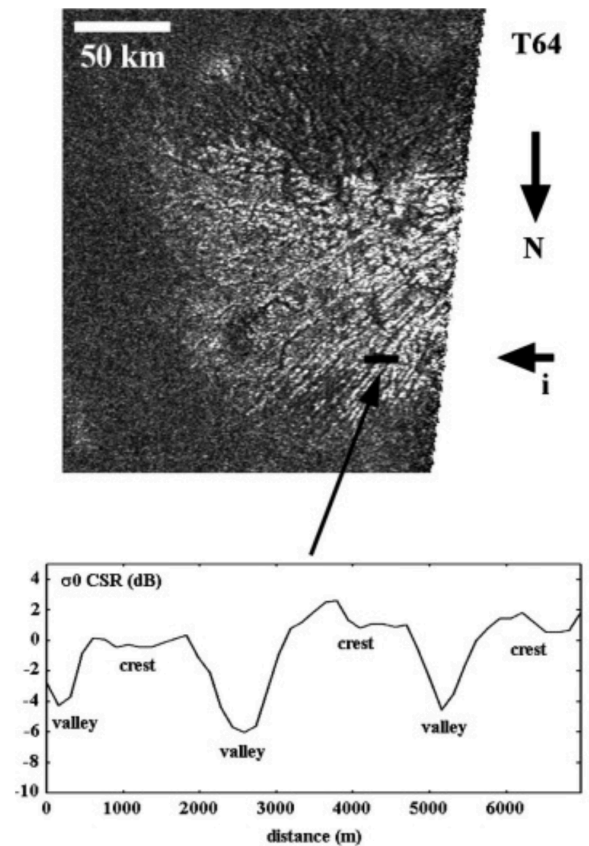 50 km
T64
N
i
4
2
0
-2
-4
-6
-8
-10
σ0 CSR (dB)
crest
crest
crest
valley
valley
valley
0 1000 2000 3000 4000 5000 6000
distance (m)